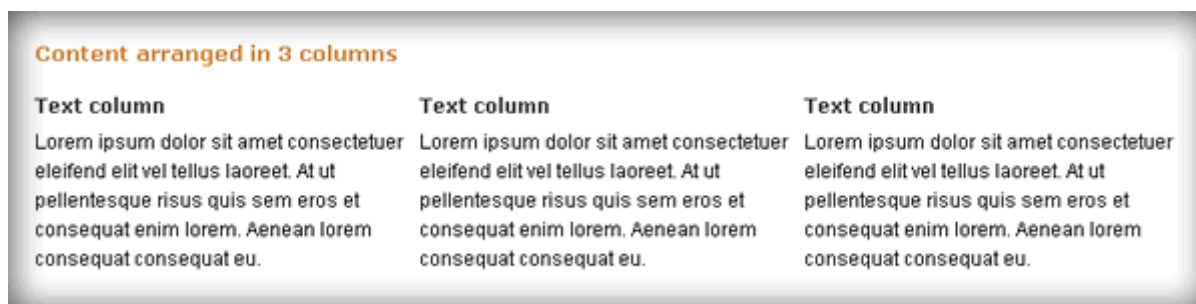 Content arranged in 3 columns
Text column
Lorem ipsum dolor sit amet consectetuer
eleifend elit vel tellus laoreet. At ut
pellentesque risus quis sem eros et
consequat enim lorem. Aenean lorem
consequat consequat eu.
Text column
Lorem ipsum dolor sit amet consectetuer
eleifend elit vel tellus laoreet. At ut
pellentesque risus quis sem eros et
consequat enim lorem. Aenean lorem
consequat consequat eu.
Text column
Lorem ipsum dolor sit amet consectetuer
eleifend elit vel tellus laoreet. At ut
pellentesque risus quis sem eros et
consequat enim lorem. Aenean lorem
consequat consequat eu.